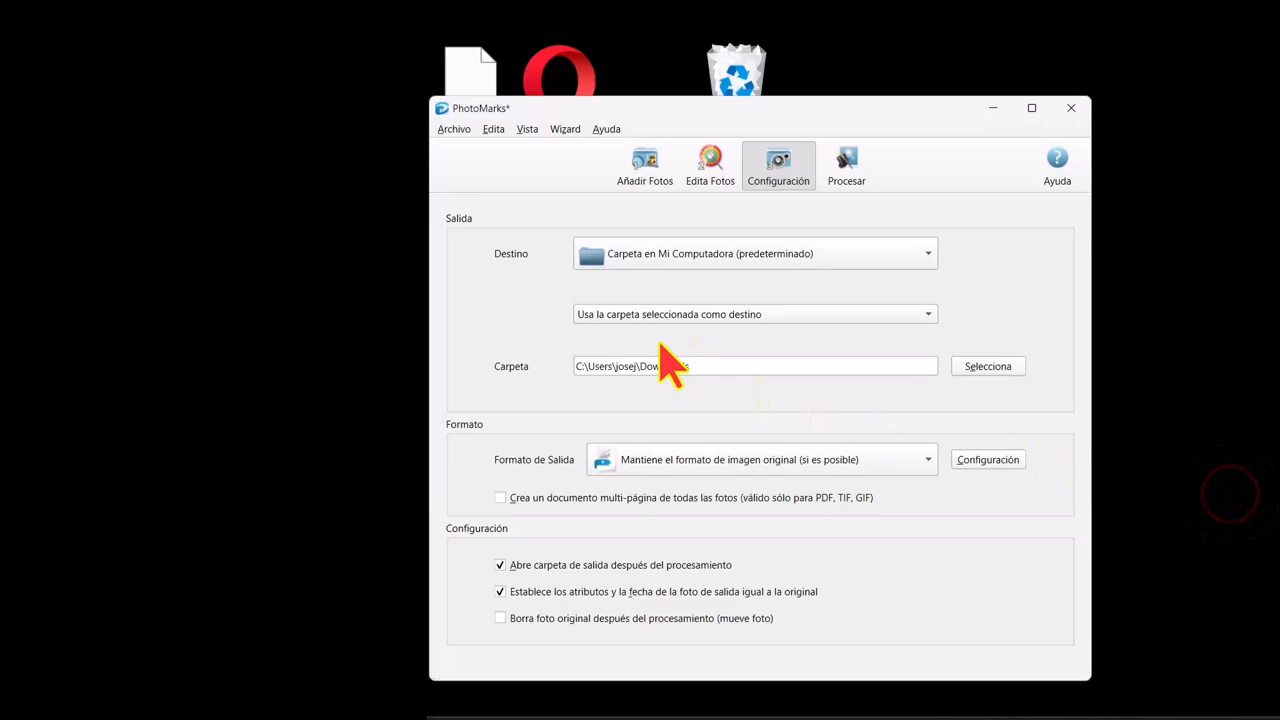 PhotoMarks*
Archivo Edita Vista Wizard Ayuda
Añadir Fotos Edita Fotos Configuración Procesar Ayuda
Salida
Destino Carpeta en Mi Computadora (predeterminado)
Usa la carpeta seleccionada como destino
Carpeta C:\Users\josej\ Selecciona
Formato
Formato de Salida Mantiene el formato de imagen original (si es posible) Configuración
Crea un documento multi-página de todas las fotos (válido sólo para PDF, TIF, GIF)
Configuración
Abre carpeta de salida después del procesamiento
Establece los atributos y la fecha de la foto de salida igual a la original
Borra foto original después del procesamiento (mueve foto)